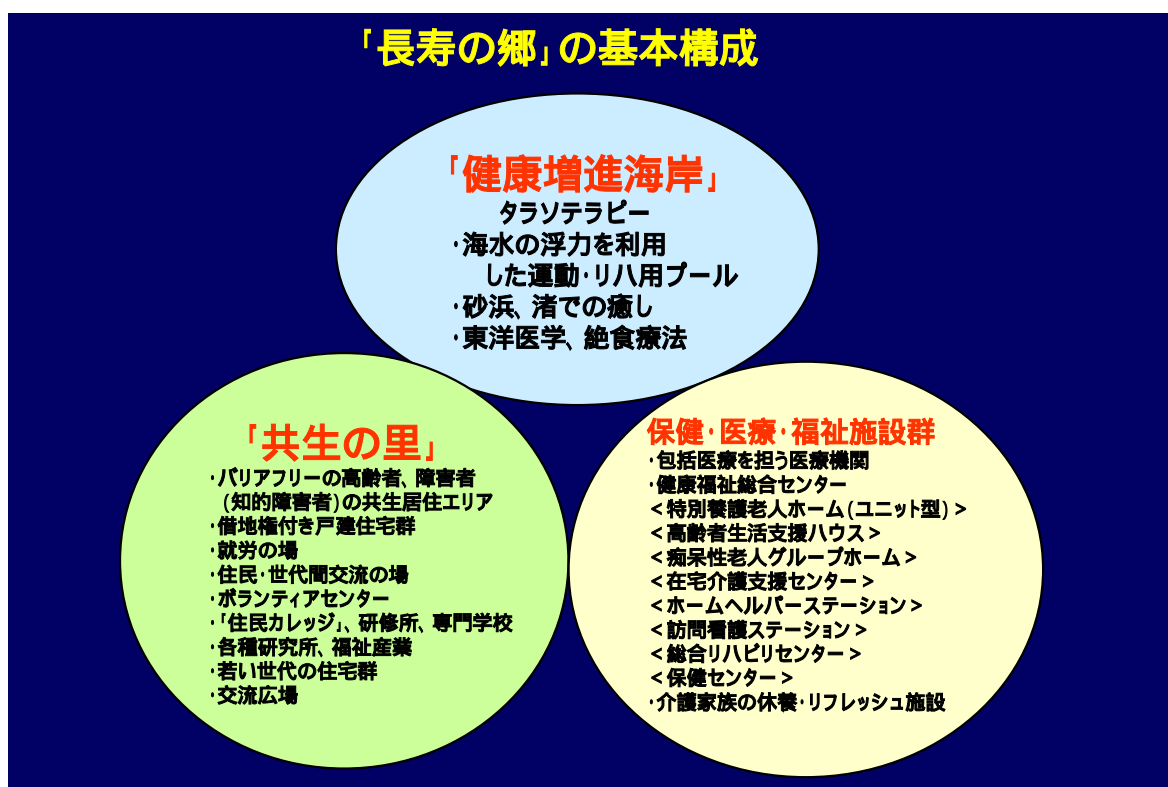 「長寿の郷」の基本構成
「健康増進海岸」
タラソテラピー
・海水の浮力を利用
した運動・リハ用プール
・砂浜、渚での癒し
・東洋医学、絶食療法
「共生の里」
・バリアフリーの高齢者、障害者
(知的障害者)の共生居住エリア
・借地権付き戸建住宅群
・就労の場
・住民・世代間交流の場
・ボランティアセンター
・「住民カレッジ」、研修所、専門学校
・各種研究所、福祉産業
・若い世代の住宅群
・交流広場
保健・医療・福祉施設群
・包括医療を担う医療機関
・健康福祉総合センター
<特別養護老人ホーム(ユニット型)>
<高齢者生活支援ハウス>
<痴呆性老人グループホーム>
<在宅介護支援センター>
<ホームヘルパーステーション>
<訪問看護ステーション>
<総合リハビリセンター>
<保健センター>
・介護家族の休養・リフレッシュ施設